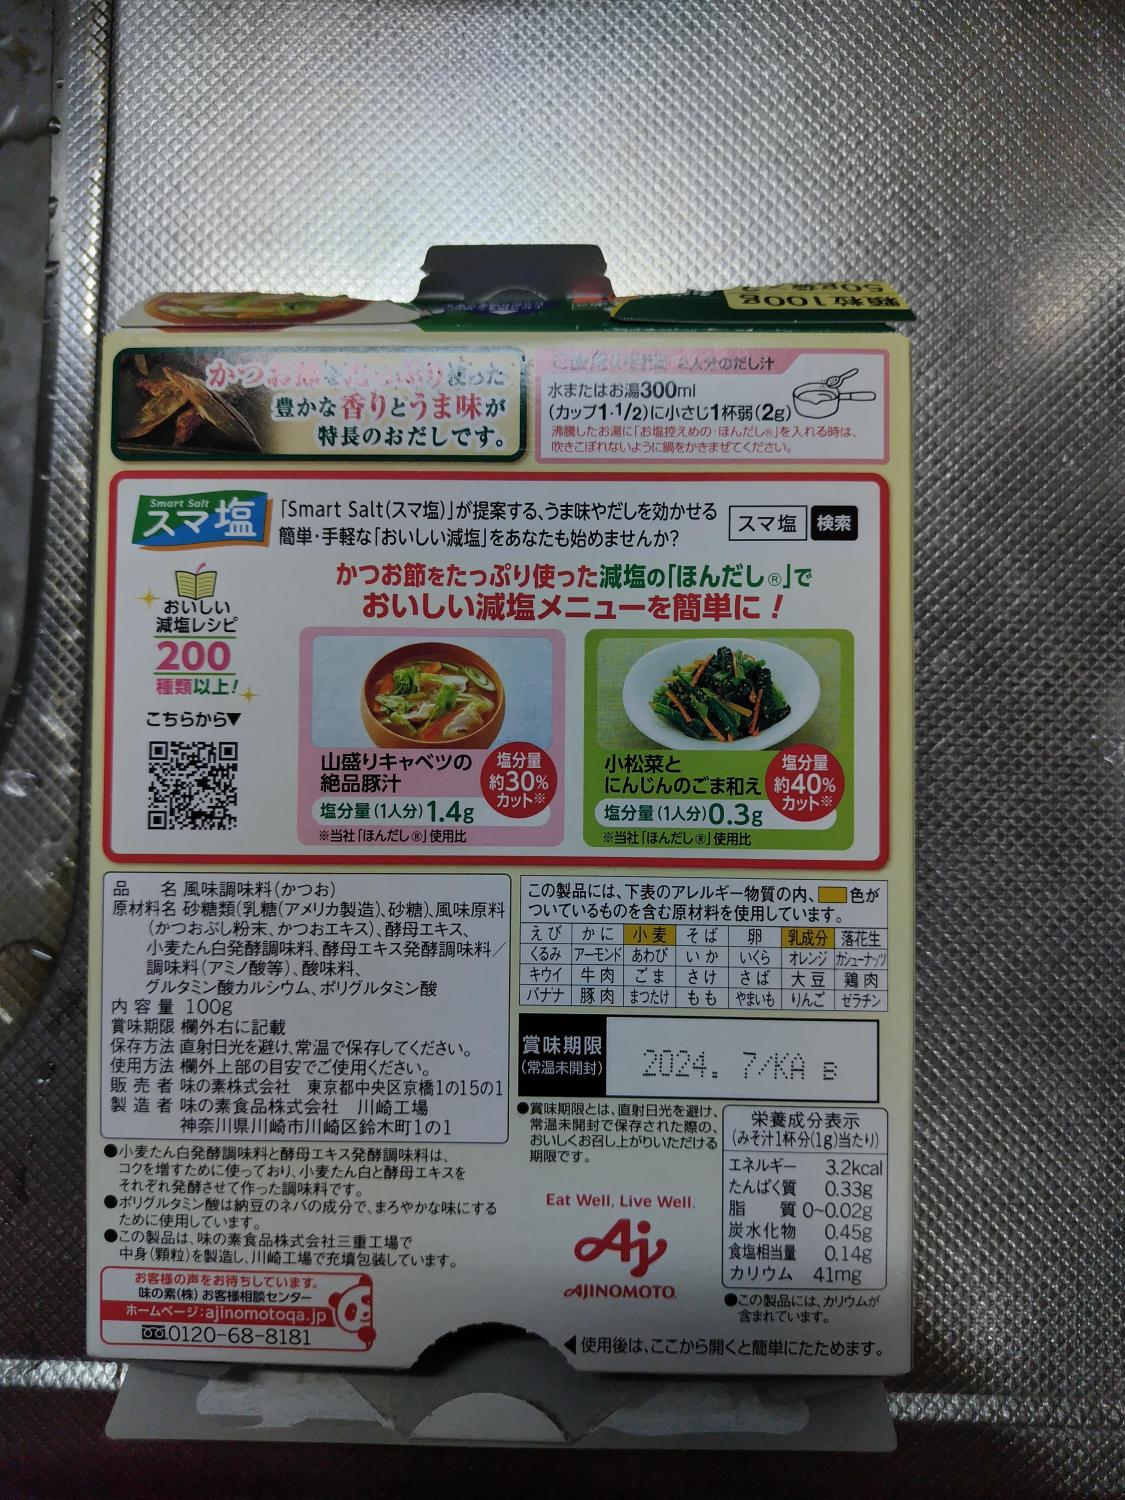 顆粒100g
50g袋×2
かつお節をたっぷり使った
豊かな香りとうま味が
特長のおだしです。
2人分のだし汁
水またはお湯300ml
(カップ1・1/2)に小さじ1杯弱(2g)
沸騰したお湯に「お塩控えめの・ほんだし®」を入れる時は、
吹きこぼれないように鍋をかきまぜてください。
Smart Salt
スマ塩
「Smart Salt(スマ塩)」が提案する、うま味やだしを効かせる
簡単・手軽な「おいしい減塩」をあなたも始めませんか?
スマ塩 検索
おいしい
減塩レシピ
200
種類以上!
こちらから▼
かつお節をたっぷり使った減塩の「ほんだし®」で
おいしい減塩メニューを簡単に!
山盛りキャベツの
絶品豚汁
塩分量
約30%
カット※
塩分量(1人分)1.4g
※当社「ほんだし®」使用比
小松菜と
にんじんのごま和え
塩分量
約40%
カット※
塩分量(1人分)0.3g
※当社「ほんだし®」使用比
品 名 風味調味料(かつお)
原材料名 砂糖類(乳糖(アメリカ製造)、砂糖)、風味原料
(かつおぶし粉末、かつおエキス)、酵母エキス、
小麦たん白発酵調味料、酵母エキス発酵調味料/
調味料(アミノ酸等)、酸味料、
グルタミン酸カルシウム、ポリグルタミン酸
内容量 100g
賞味期限 欄外右に記載
保存方法 直射日光を避け、常温で保存してください。
使用方法 欄外上部の目安でご使用ください。
販売者 味の素株式会社 東京都中央区京橋1の15の1
製造者 味の素食品株式会社 川崎工場
神奈川県川崎市川崎区鈴木町1の1
●小麦たん白発酵調味料と酵母エキス発酵調味料は、
コクを増すために使っており、小麦たん白と酵母エキスを
それぞれ発酵させて作った調味料です。
●ポリグルタミン酸は納豆のネバの成分で、まろやかな味にする
ために使用しています。
●この製品は、味の素食品株式会社三重工場で
中身(顆粒)を製造し、川崎工場で充填包装しています。
お客様の声をお待ちしています。
味の素(株) お客様相談センター
ホームページ:ajinomotoqa.jp
0120-68-8181
この製品には、下表のアレルギー物質の内、 色が
ついているものを含む原材料を使用しています。
えび かに 小麦 そば 卵 乳成分 落花生
くるみ アーモンド あわび いか いくら オレンジ カシューナッツ
キウイ 牛肉 ごま さけ さば 大豆 鶏肉
バナナ 豚肉 まつたけ もも やまいも りんご ゼラチン
賞味期限
(常温未開封)
2024. 7/KA B
●賞味期限とは、直射日光を避け、
常温未開封で保存された際の、
おいしくお召し上がりいただける
期限です。
栄養成分表示
(みそ汁1杯分(1g)当たり)
エネルギー 3.2kcal
たんぱく質 0.33g
脂 質 0~0.02g
炭水化物 0.45g
食塩相当量 0.14g
カリウム 41mg
●この製品には、カリウムが
含まれています。
Eat Well, Live Well.
Aj
AJINOMOTO.
◀使用後は、ここから開くと簡単にたためます。